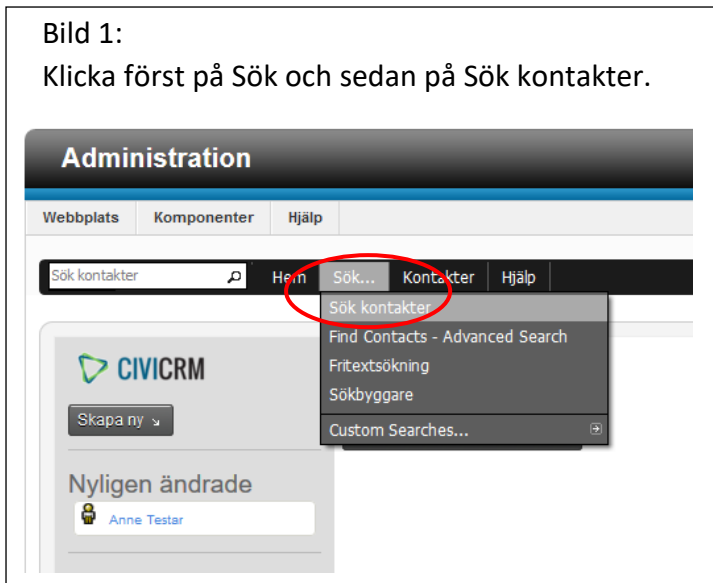 Bild 1:
Klicka först på Sök och sedan på Sök kontakter.
Administration
Webbplats Komponenter Hjälp
Sök kontakter Hem Sök... Kontakter Hjälp
Sök kontakter
Find Contacts - Advanced Search
Fritextsökning
Sökbyggare
Custom Searches...
CIVICRM
Skapa ny
Nyligen ändrade
Anne Testar